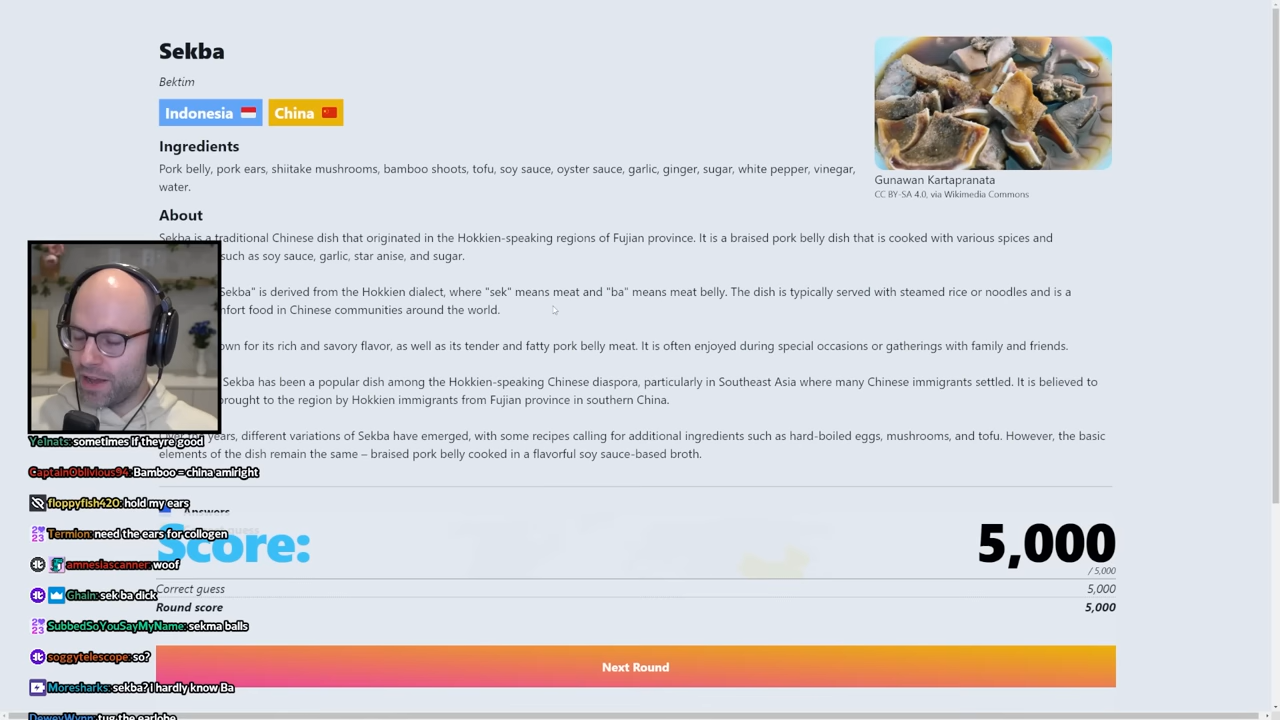 Sekba
Bektim
Indonesia
China
Ingredients
Pork belly, pork ears, shiitake mushrooms, bamboo shoots, tofu, soy sauce, oyster sauce, garlic, ginger, sugar, white pepper, vinegar,
water.
Gunawan Kartapranata
CC BY-SA 4.0, via Wikimedia Commons
About
Sekba is a traditional Chinese dish that originated in the Hokkien-speaking regions of Fujian province. It is a braised pork belly dish that is cooked with various spices and
such as soy sauce, garlic, star anise, and sugar.
Sekba" is derived from the Hokkien dialect, where "sek" means meat and "ba" means meat belly. The dish is typically served with steamed rice or noodles and is a
food in Chinese communities around the world.
for its rich and savory flavor, as well as its tender and fatty pork belly meat. It is often enjoyed during special occasions or gatherings with family and friends.
Sekba has been a popular dish among the Hokkien-speaking Chinese diaspora, particularly in Southeast Asia where many Chinese immigrants settled. It is believed to
brought to the region by Hokkien immigrants from Fujian province in southern China.
years, different variations of Sekba have emerged, with some recipes calling for additional ingredients such as hard-boiled eggs, mushrooms, and tofu. However, the basic
elements of the dish remain the same – braised pork belly cooked in a flavorful soy sauce-based broth.
Answers
Score:
5,000
/ 5,000
Correct guess
5,000
Round score
5,000
Next Round
Yelnats: sometimes if theyre good
CaptainOblivious94: Bamboo = china amiright
floppyfish420: hold my ears
Termion: need the ears for collogen
amnesiascanner: woof
Ghain: sek ba dick
SubbedSoYouSayMyName: sekma balls
soggytelescope: so?
Moresharks: sekba? I hardly know Ba
DeweyWynn: tug the earlobe